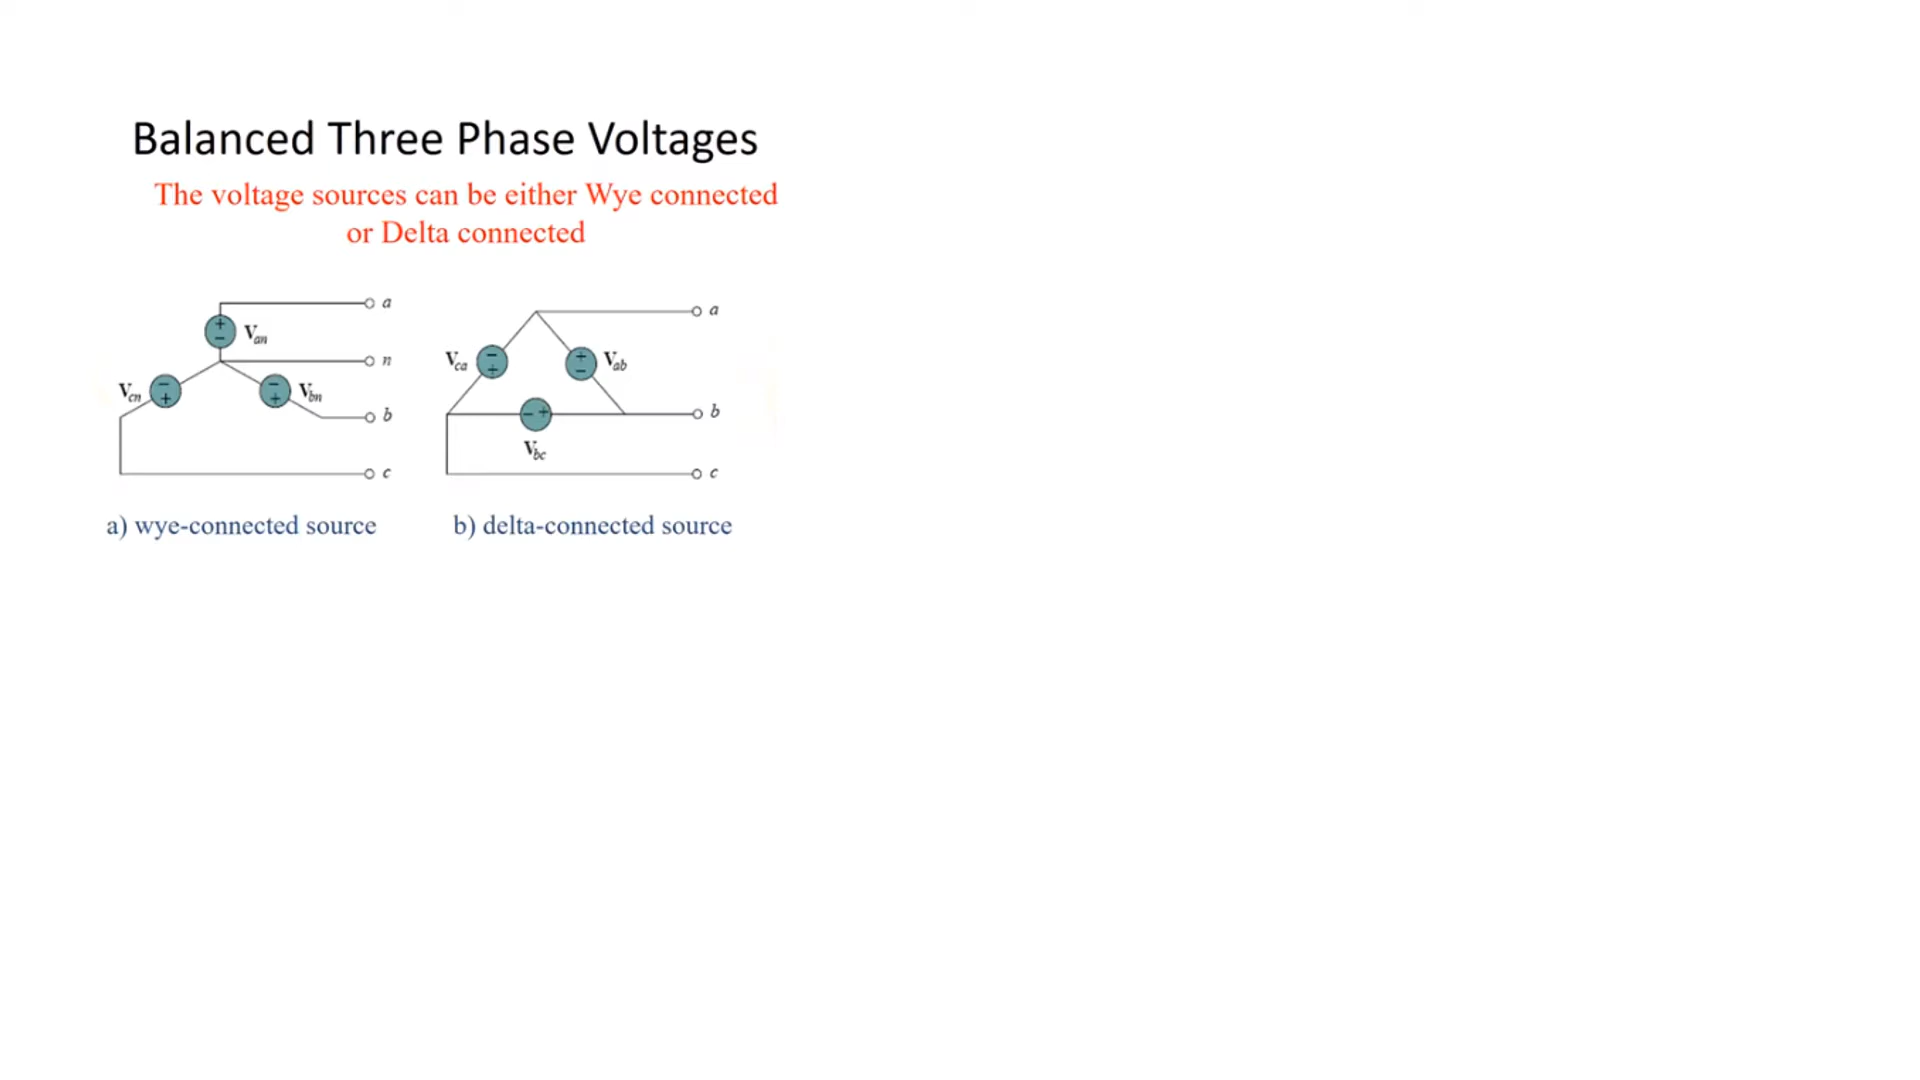 Balanced Three Phase Voltages
The voltage sources can be either Wye connected
or Delta connected
a
+
−
Van
n
Vcn
−
+
−
+
Vbn
b
c
a
Vca
−
+
+
−
Vab
− +
b
Vbc
c
a) wye-connected source
b) delta-connected source